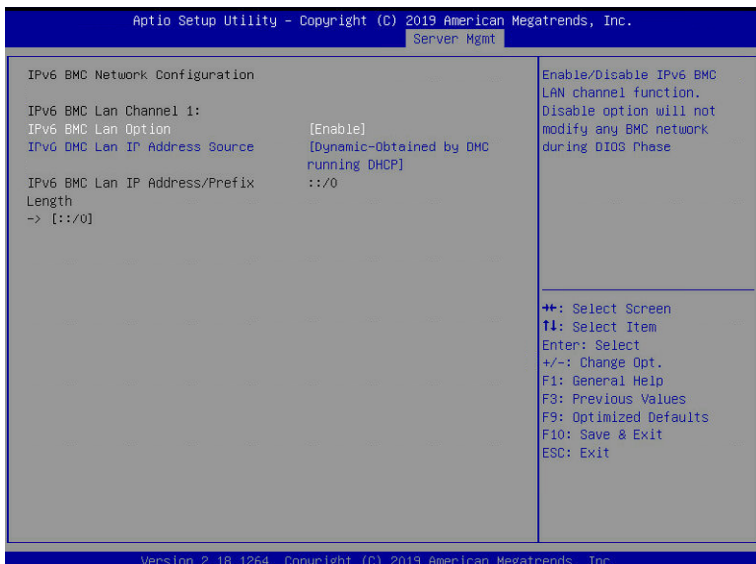 Aptio Setup Utility – Copyright (C) 2019 American Megatrends, Inc.
Server Mgmt
IPv6 BMC Network Configuration
IPv6 BMC Lan Channel 1:
IPv6 BMC Lan Option [Enable]
IPv6 BMC Lan IP Address Source [Dynamic-Obtained by BMC
running DHCP]
IPv6 BMC Lan IP Address/Prefix ::/0
Length
-> [::/0]
Enable/Disable IPv6 BMC
LAN channel function.
Disable option will not
modify any BMC network
during BIOS Phase
→←: Select Screen
↑↓: Select Item
Enter: Select
+/-: Change Opt.
F1: General Help
F3: Previous Values
F9: Optimized Defaults
F10: Save & Exit
ESC: Exit
Version 2.18.1264. Copyright (C) 2019 American Megatrends, Inc.